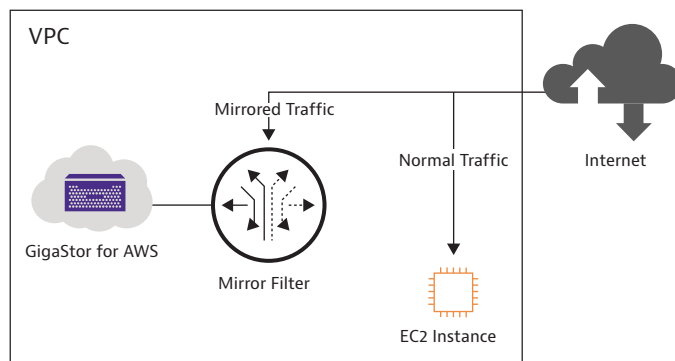 VPC
Mirrored Traffic
Normal Traffic
Internet
GigaStor for AWS
Mirror Filter
EC2 Instance